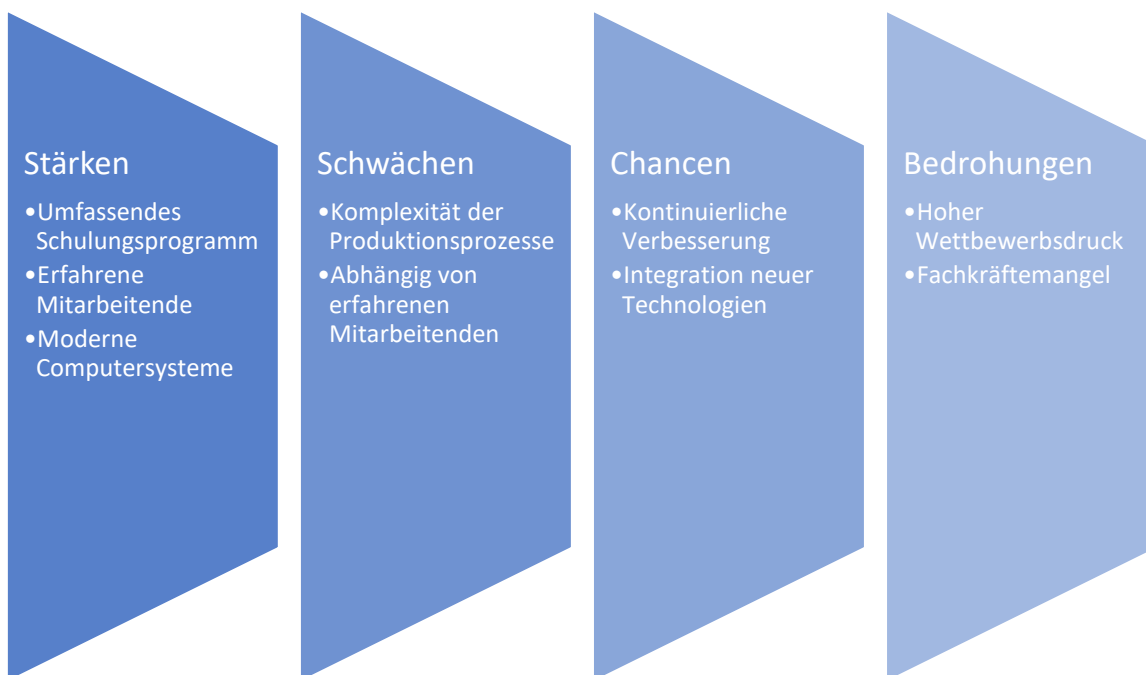 Stärken
•Umfassendes
Schulungsprogramm
•Erfahrene
Mitarbeitende
•Moderne
Computersysteme
Schwächen
•Komplexität der
Produktionsprozesse
•Abhängig von
erfahrenen
Mitarbeitenden
Chancen
•Kontinuierliche
Verbesserung
•Integration neuer
Technologien
Bedrohungen
•Hoher
Wettbewerbsdruck
•Fachkräftemangel